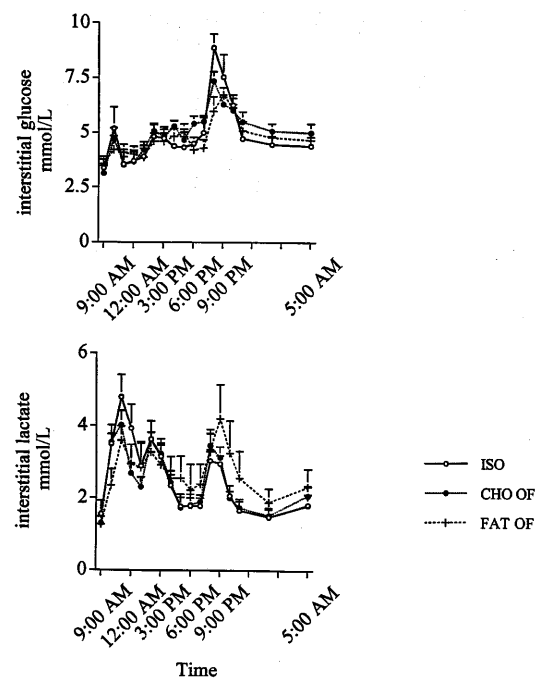 10
7.5
5
2.5
0
interstitial glucose
mmol/L
9:00 AM
12:00 AM
3:00 PM
6:00 PM
9:00 PM
5:00 AM
6
4
2
0
interstitial lactate
mmol/L
9:00 AM
12:00 AM
3:00 PM
6:00 PM
9:00 PM
5:00 AM
Time
ISO
CHO OF
FAT OF